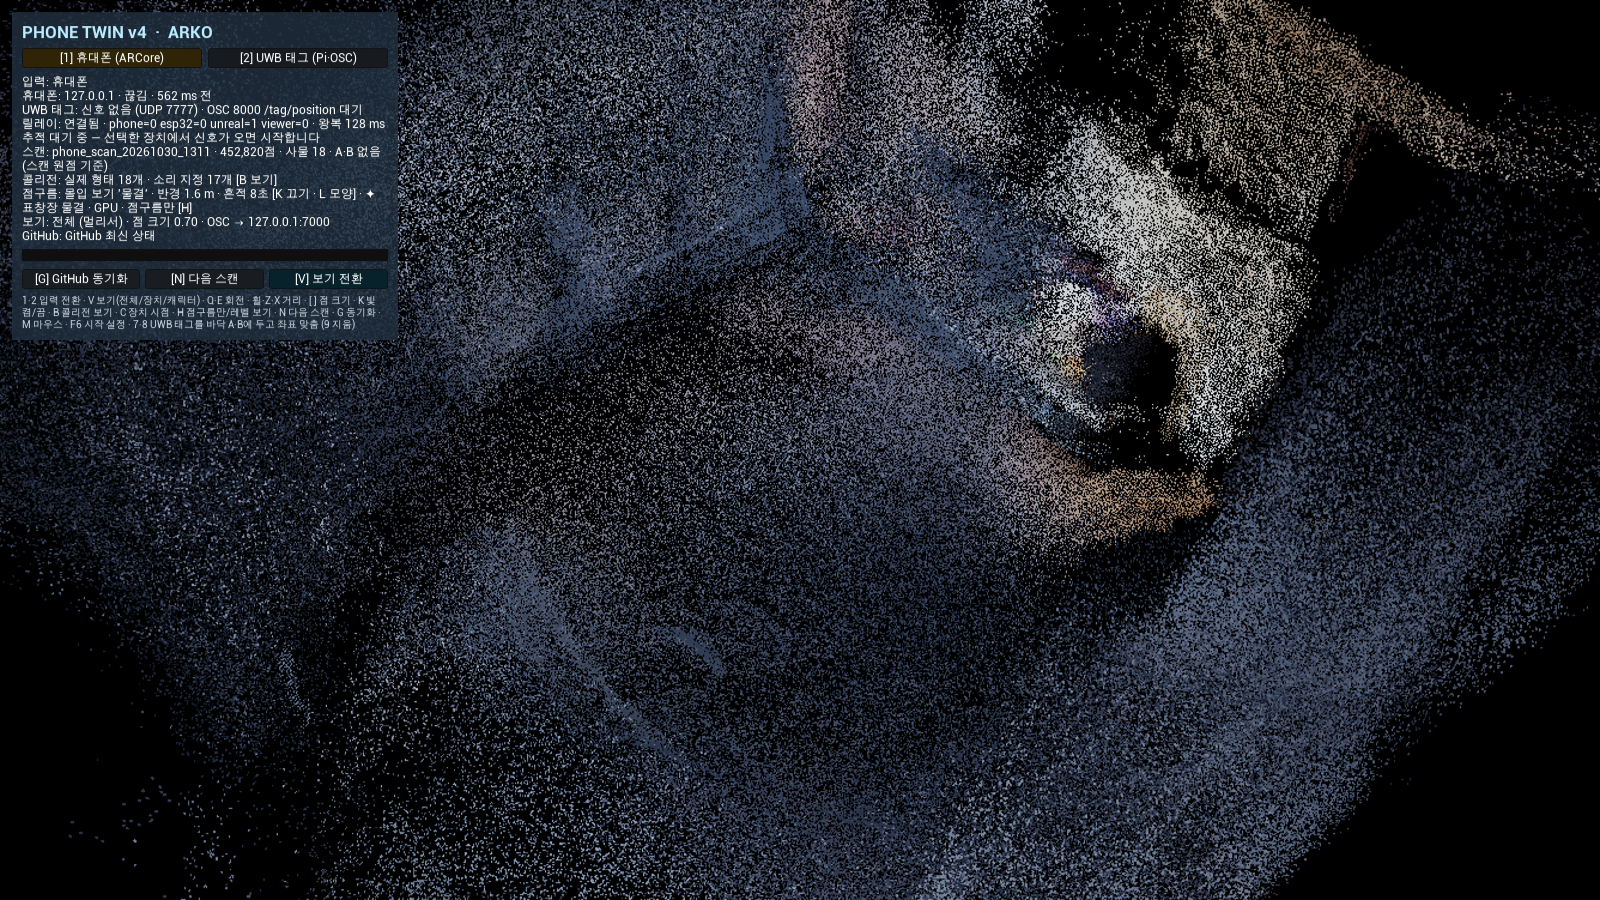 PHONE TWIN v4 · ARKO
[1] 휴대폰 (ARCore)
[2] UWB 태그 (Pi·OSC)
입력: 휴대폰
휴대폰: 127.0.0.1 · 끊김 · 562 ms 전
UWB 태그: 신호 없음 (UDP 7777) · OSC 8000 /tag/position 대기
릴레이: 연결됨 · phone=0 esp32=0 unreal=1 viewer=0 · 왕복 128 ms
추적 대기 중 – 선택한 장치에서 신호가 오면 시작합니다
스캔: phone_scan_20261030_1311 · 452,820점 · 사물 18 · A·B 없음
(스캔 원점 기준)
콜리전: 실제 형태 18개 · 소리 지정 17개 [B 보기]
점구름: 몰입 보기 '물결' · 반경 1.6 m · 흔적 8초 [K 끄기 · L 모양] · ✦
표창장 물결 · GPU · 점구름만 [H]
보기: 전체 (멀리서) · 점 크기 0.70 · OSC → 127.0.0.1:7000
GitHub: GitHub 최신 상태
[G] GitHub 동기화
[N] 다음 스캔
[V] 보기 전환
1·2 입력 전환 · V 보기(전체/장치/캐릭터) · Q·E 회전 · 휠·Z·X 거리 · [ ] 점 크기 · K 빛
켬/끔 · B 콜리전 보기 · C 장치 시점 · H 점구름만/레벨 보기 · N 다음 스캔 · G 동기화 ·
M 마우스 · F6 시작 설정 · 7·8 UWB 태그를 바닥 A·B에 두고 좌표 맞춤 (9 지움)